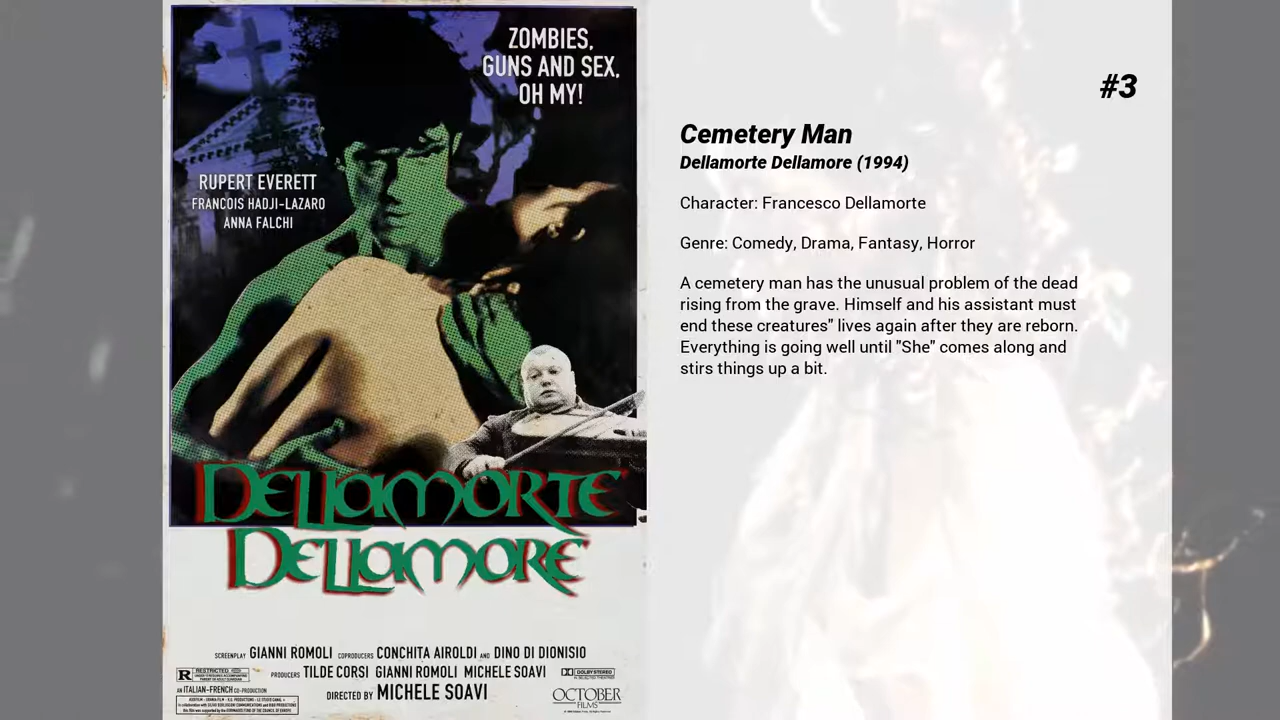 ZOMBIES,
GUNS AND SEX,
OH MY!
RUPERT EVERETT
FRANCOIS HADJI-LAZARO
ANNA FALCHI
DELLAMORTE
DELLAMORE
SCREENPLAY GIANNI ROMOLI COPRODUCERS CONCHITA AIROLDI AND DINO DI DIONISIO
PRODUCERS TILDE CORSI GIANNI ROMOLI MICHELE SOAVI
DIRECTED BY MICHELE SOAVI
R RESTRICTED
AN ITALIAN-FRENCH CO-PRODUCTION
DOLBY STEREO
OCTOBER
FILMS
#3
Cemetery Man
Dellamorte Dellamore (1994)
Character: Francesco Dellamorte
Genre: Comedy, Drama, Fantasy, Horror
A cemetery man has the unusual problem of the dead
rising from the grave. Himself and his assistant must
end these creatures" lives again after they are reborn.
Everything is going well until "She" comes along and
stirs things up a bit.